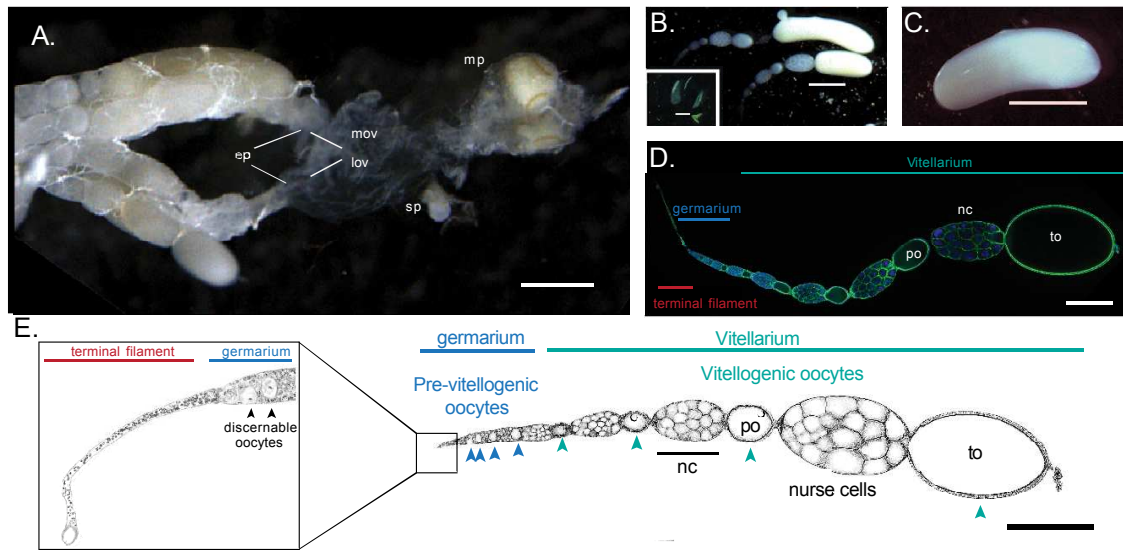 A.
mp
mov
ep
lov
sp
B.
C.
D.
Vitellarium
germarium
nc
to
po
terminal filament
E.
terminal filament
germarium
discernable
oocytes
germarium
Vitellarium
Pre-vitellogenic
oocytes
Vitellogenic oocytes
po
to
nc
nurse cells